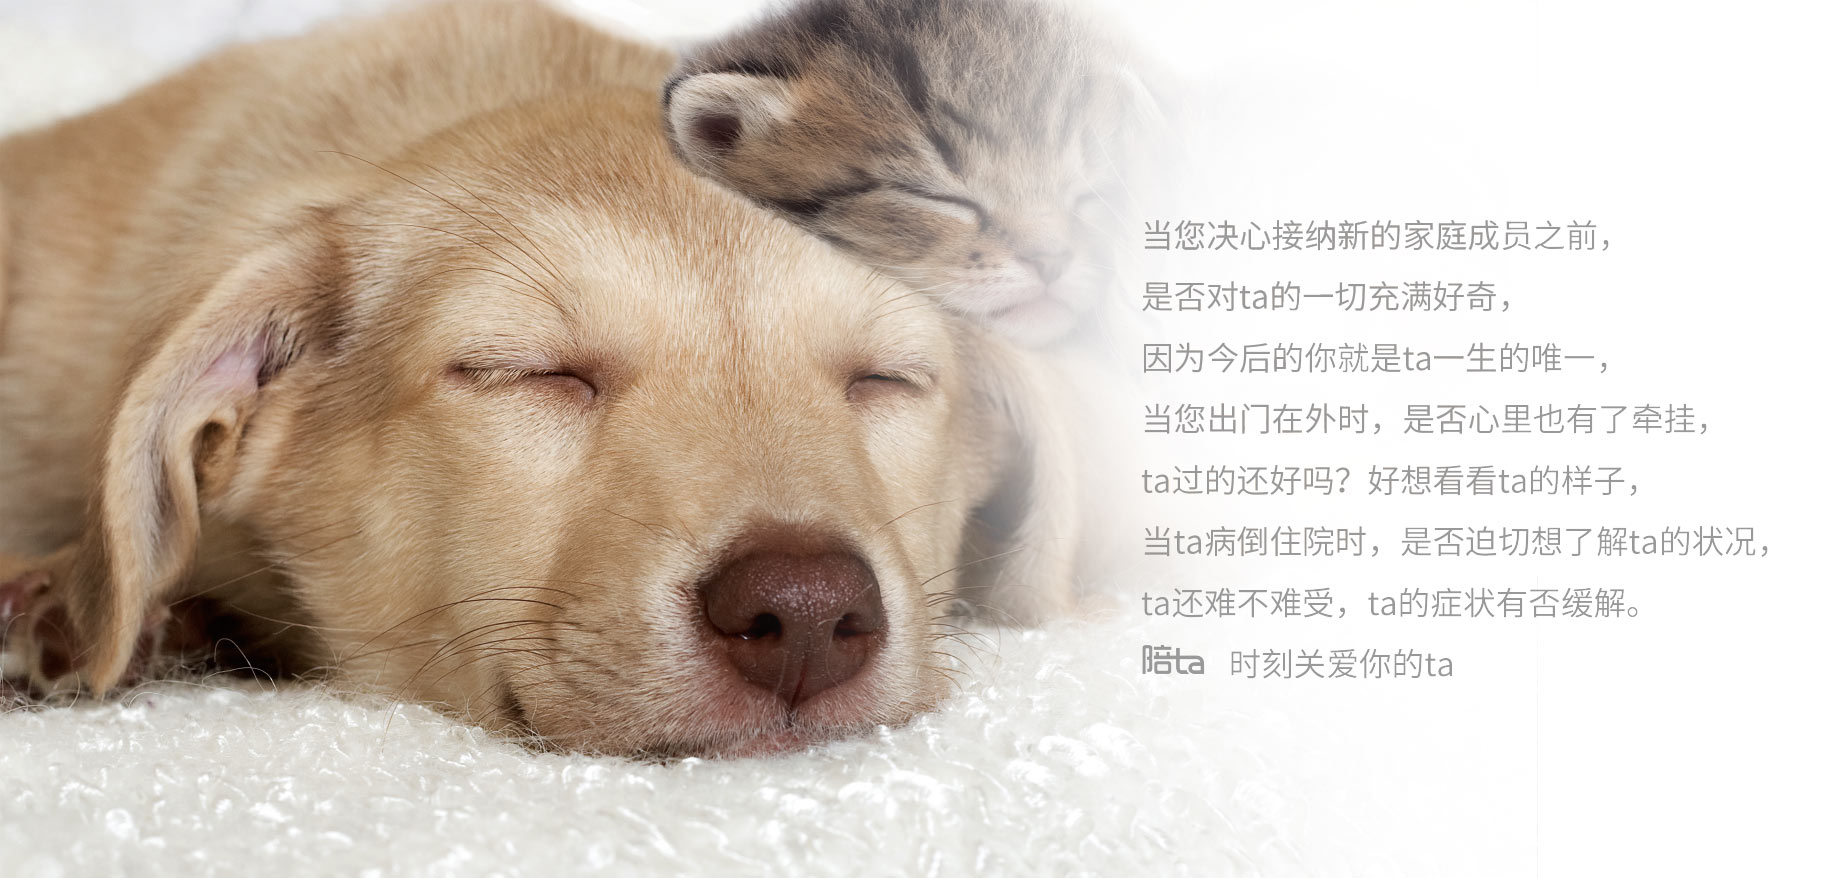 当您决心接纳新的家庭成员之前，
是否对ta的一切充满好奇，
因为今后的你就是ta一生的唯一，
当您出门在外时，是否心里也有了牵挂，
ta过的还好吗？好想看看ta的样子，
当ta病倒住院时，是否迫切想了解ta的状况，
ta还难不难受，ta的症状有否缓解。
陪ta 时刻关爱你的ta